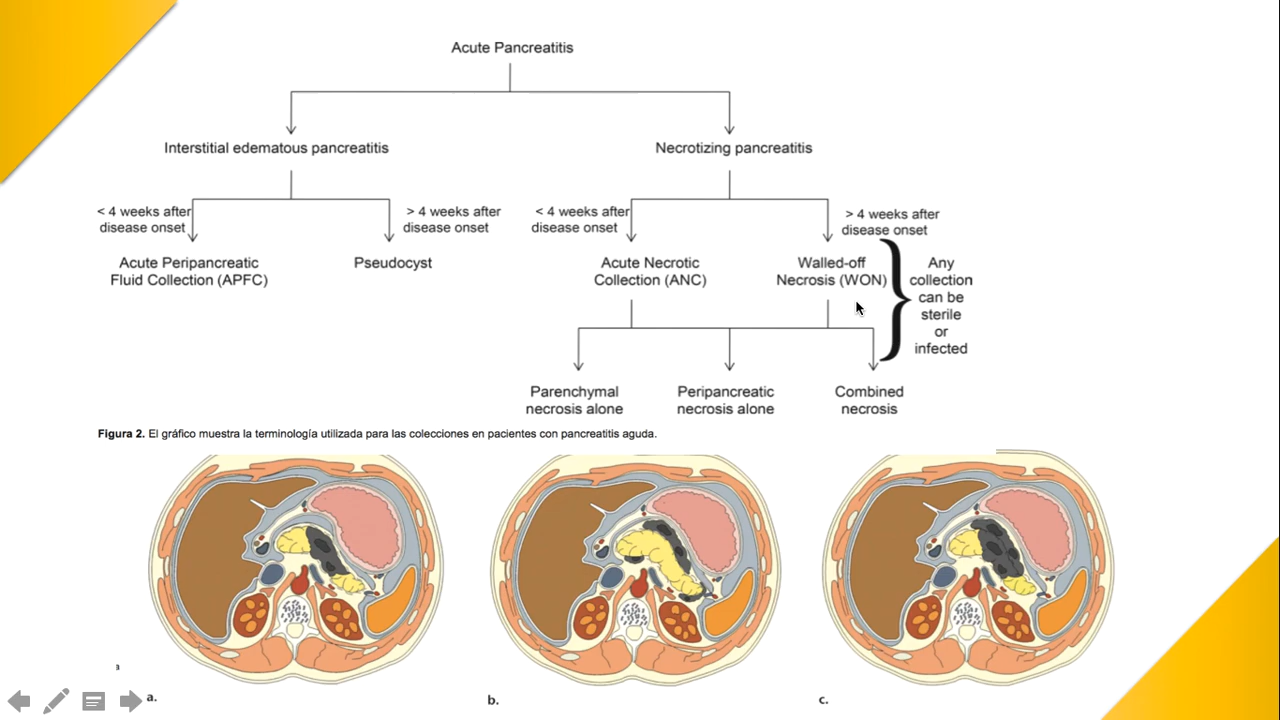 Acute Pancreatitis
Interstitial edematous pancreatitis
Necrotizing pancreatitis
< 4 weeks after
disease onset
> 4 weeks after
disease onset
< 4 weeks after
disease onset
> 4 weeks after
disease onset
Acute Peripancreatic
Fluid Collection (APFC)
Pseudocyst
Acute Necrotic
Collection (ANC)
Walled-off
Necrosis (WON)
Any
collection
can be
sterile
or
infected
Parenchymal
necrosis alone
Peripancreatic
necrosis alone
Combined
necrosis
Figura 2. El gráfico muestra la terminología utilizada para las colecciones en pacientes con pancreatitis aguda.
a.
b.
c.